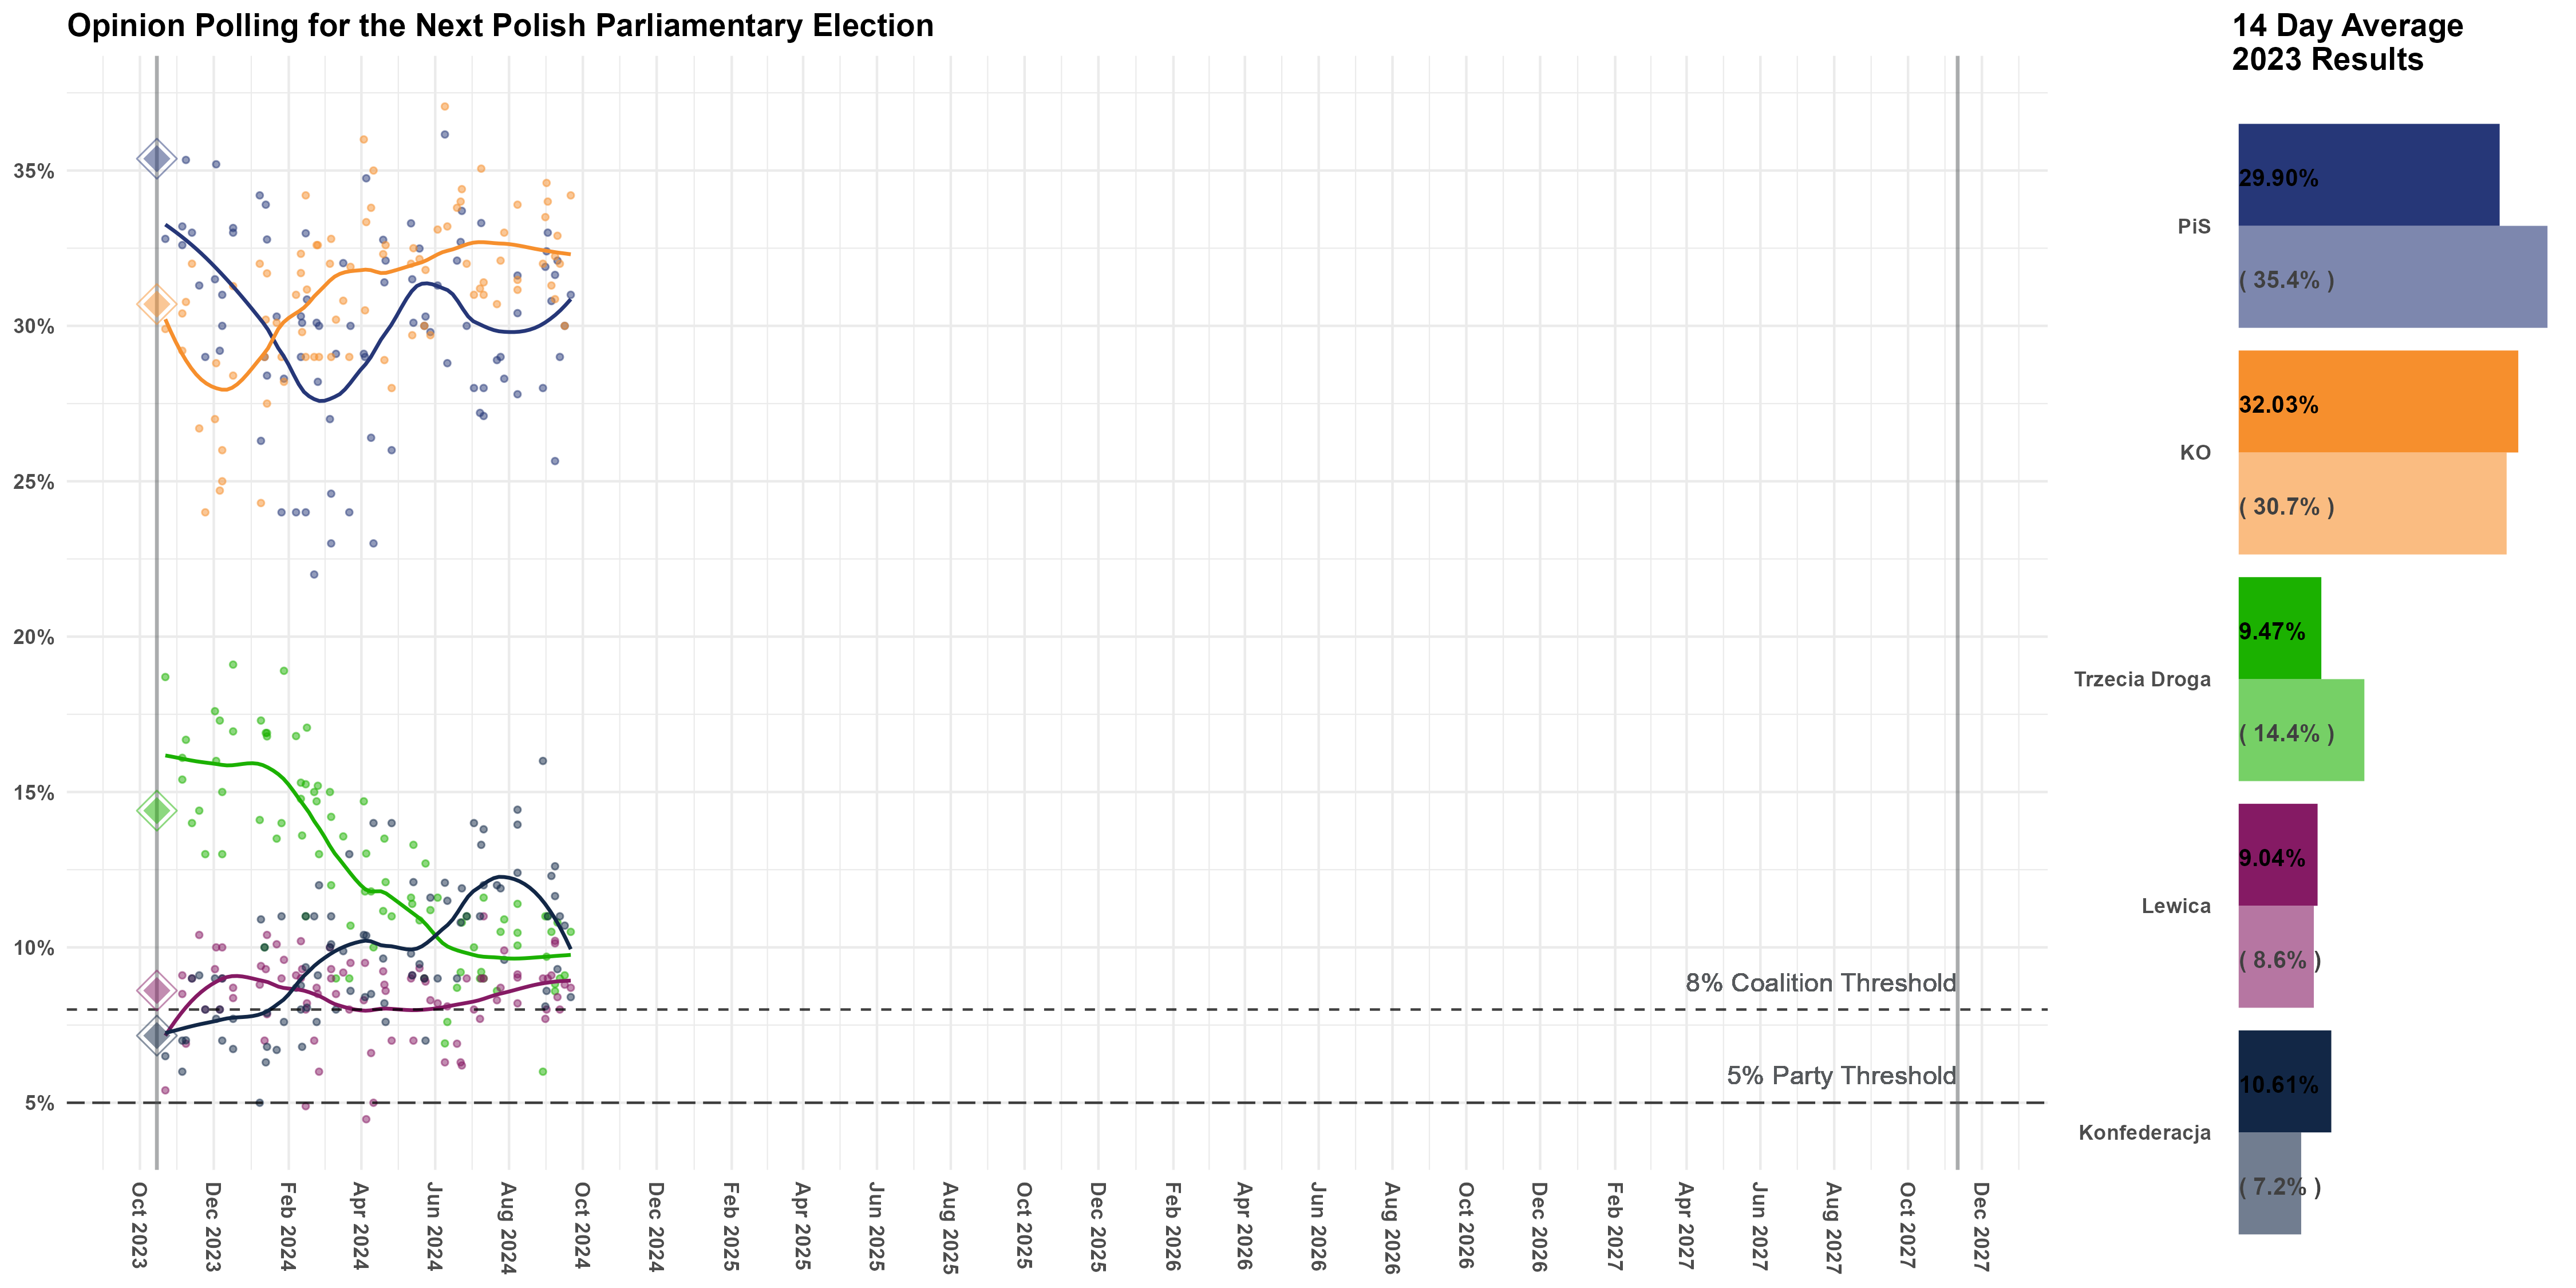 Opinion Polling for the Next Polish Parliamentary Election
35%
30%
25%
20%
15%
10%
5%
8% Coalition Threshold
5% Party Threshold
Oct 2023
Dec 2023
Feb 2024
Apr 2024
Jun 2024
Aug 2024
Oct 2024
Dec 2024
Feb 2025
Apr 2025
Jun 2025
Aug 2025
Oct 2025
Dec 2025
Feb 2026
Apr 2026
Jun 2026
Aug 2026
Oct 2026
Dec 2026
Feb 2027
Apr 2027
Jun 2027
Aug 2027
Oct 2027
Dec 2027
14 Day Average
2023 Results
PiS
29.90%
( 35.4% )
KO
32.03%
( 30.7% )
Trzecia Droga
9.47%
( 14.4% )
Lewica
9.04%
( 8.6% )
Konfederacja
10.61%
( 7.2% )